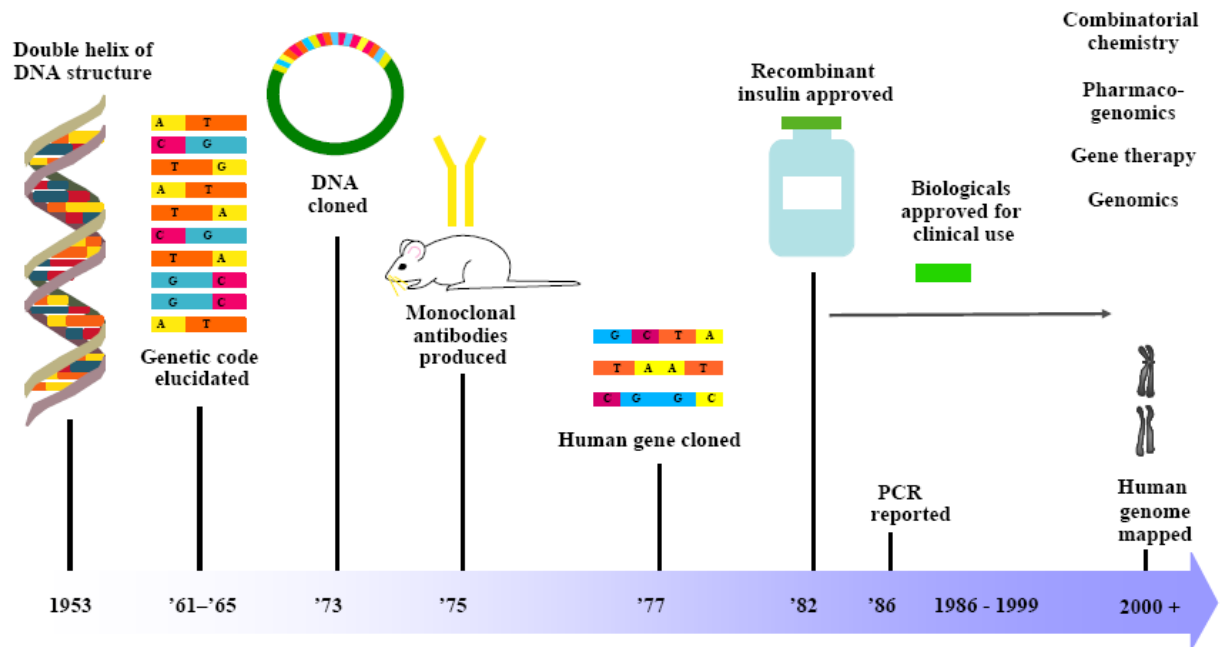 Double helix of
DNA structure
A T
C G
T G
A T
T A
C G
T A
G C
G C
A T
Genetic code
elucidated
DNA
cloned
Monoclonal
antibodies
produced
G C T A
T A A T
C G G C
Human gene cloned
Recombinant
insulin approved
Biologicals
approved for
clinical use
PCR
reported
Combinatorial
chemistry
Pharmaco-
genomics
Gene therapy
Genomics
Human
genome
mapped
1953
’61–’65
’73
’75
’77
’82
’86
1986 - 1999
2000 +